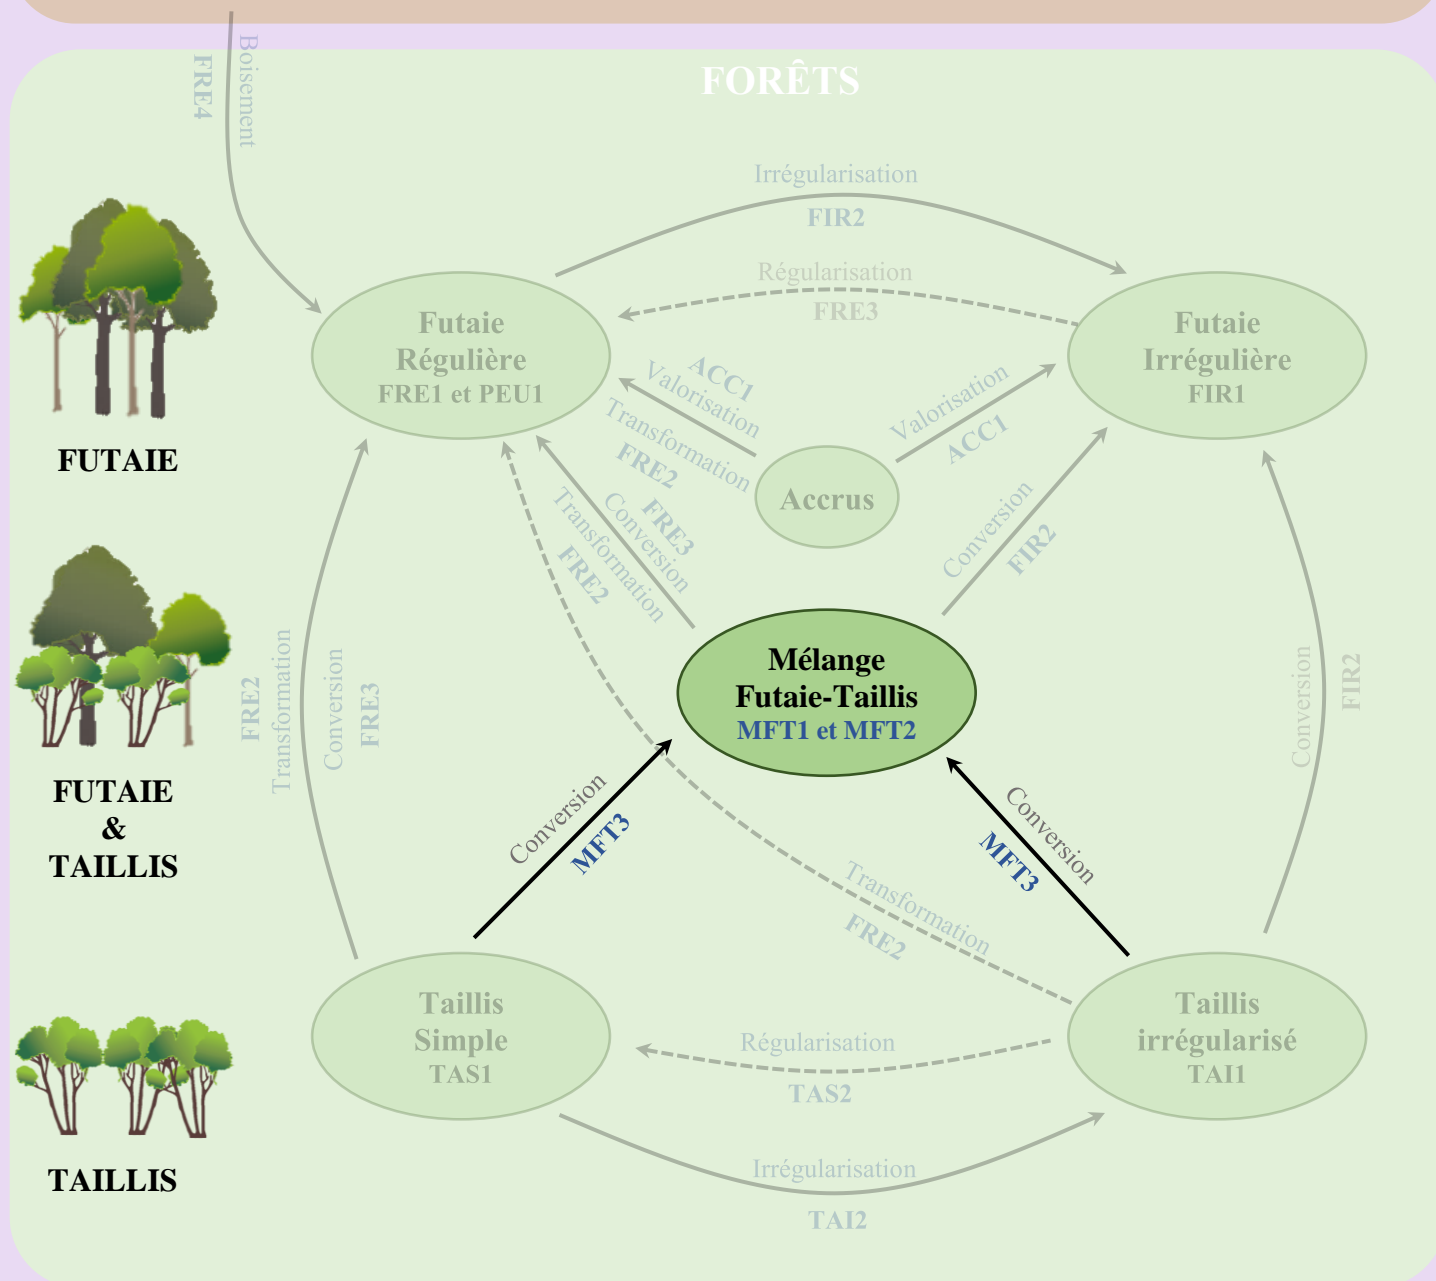 FORÊTS
Boisement
FRE4
Irrégularisation
FIR2
Régularisation
FRE3
Futaie
Régulière
FRE1 et PEU1
Futaie
Irrégulière
FIR1
ACC1
Valorisation
Transformation
FRE2
Valorisation
ACC1
FUTAIE
Accrus
FRE3
Conversion
Transformation
FRE2
Conversion
FIR2
Mélange
Futaie-Taillis
MFT1 et MFT2
FRE2
Transformation
Conversion
FRE3
Conversion
FIR2
FUTAIE
&
TAILLIS
Conversion
MFT3
Conversion
MFT3
Transformation
FRE2
Taillis
Simple
TAS1
Taillis
irrégularisé
TAI1
Régularisation
TAS2
Irrégularisation
TAI2
TAILLIS